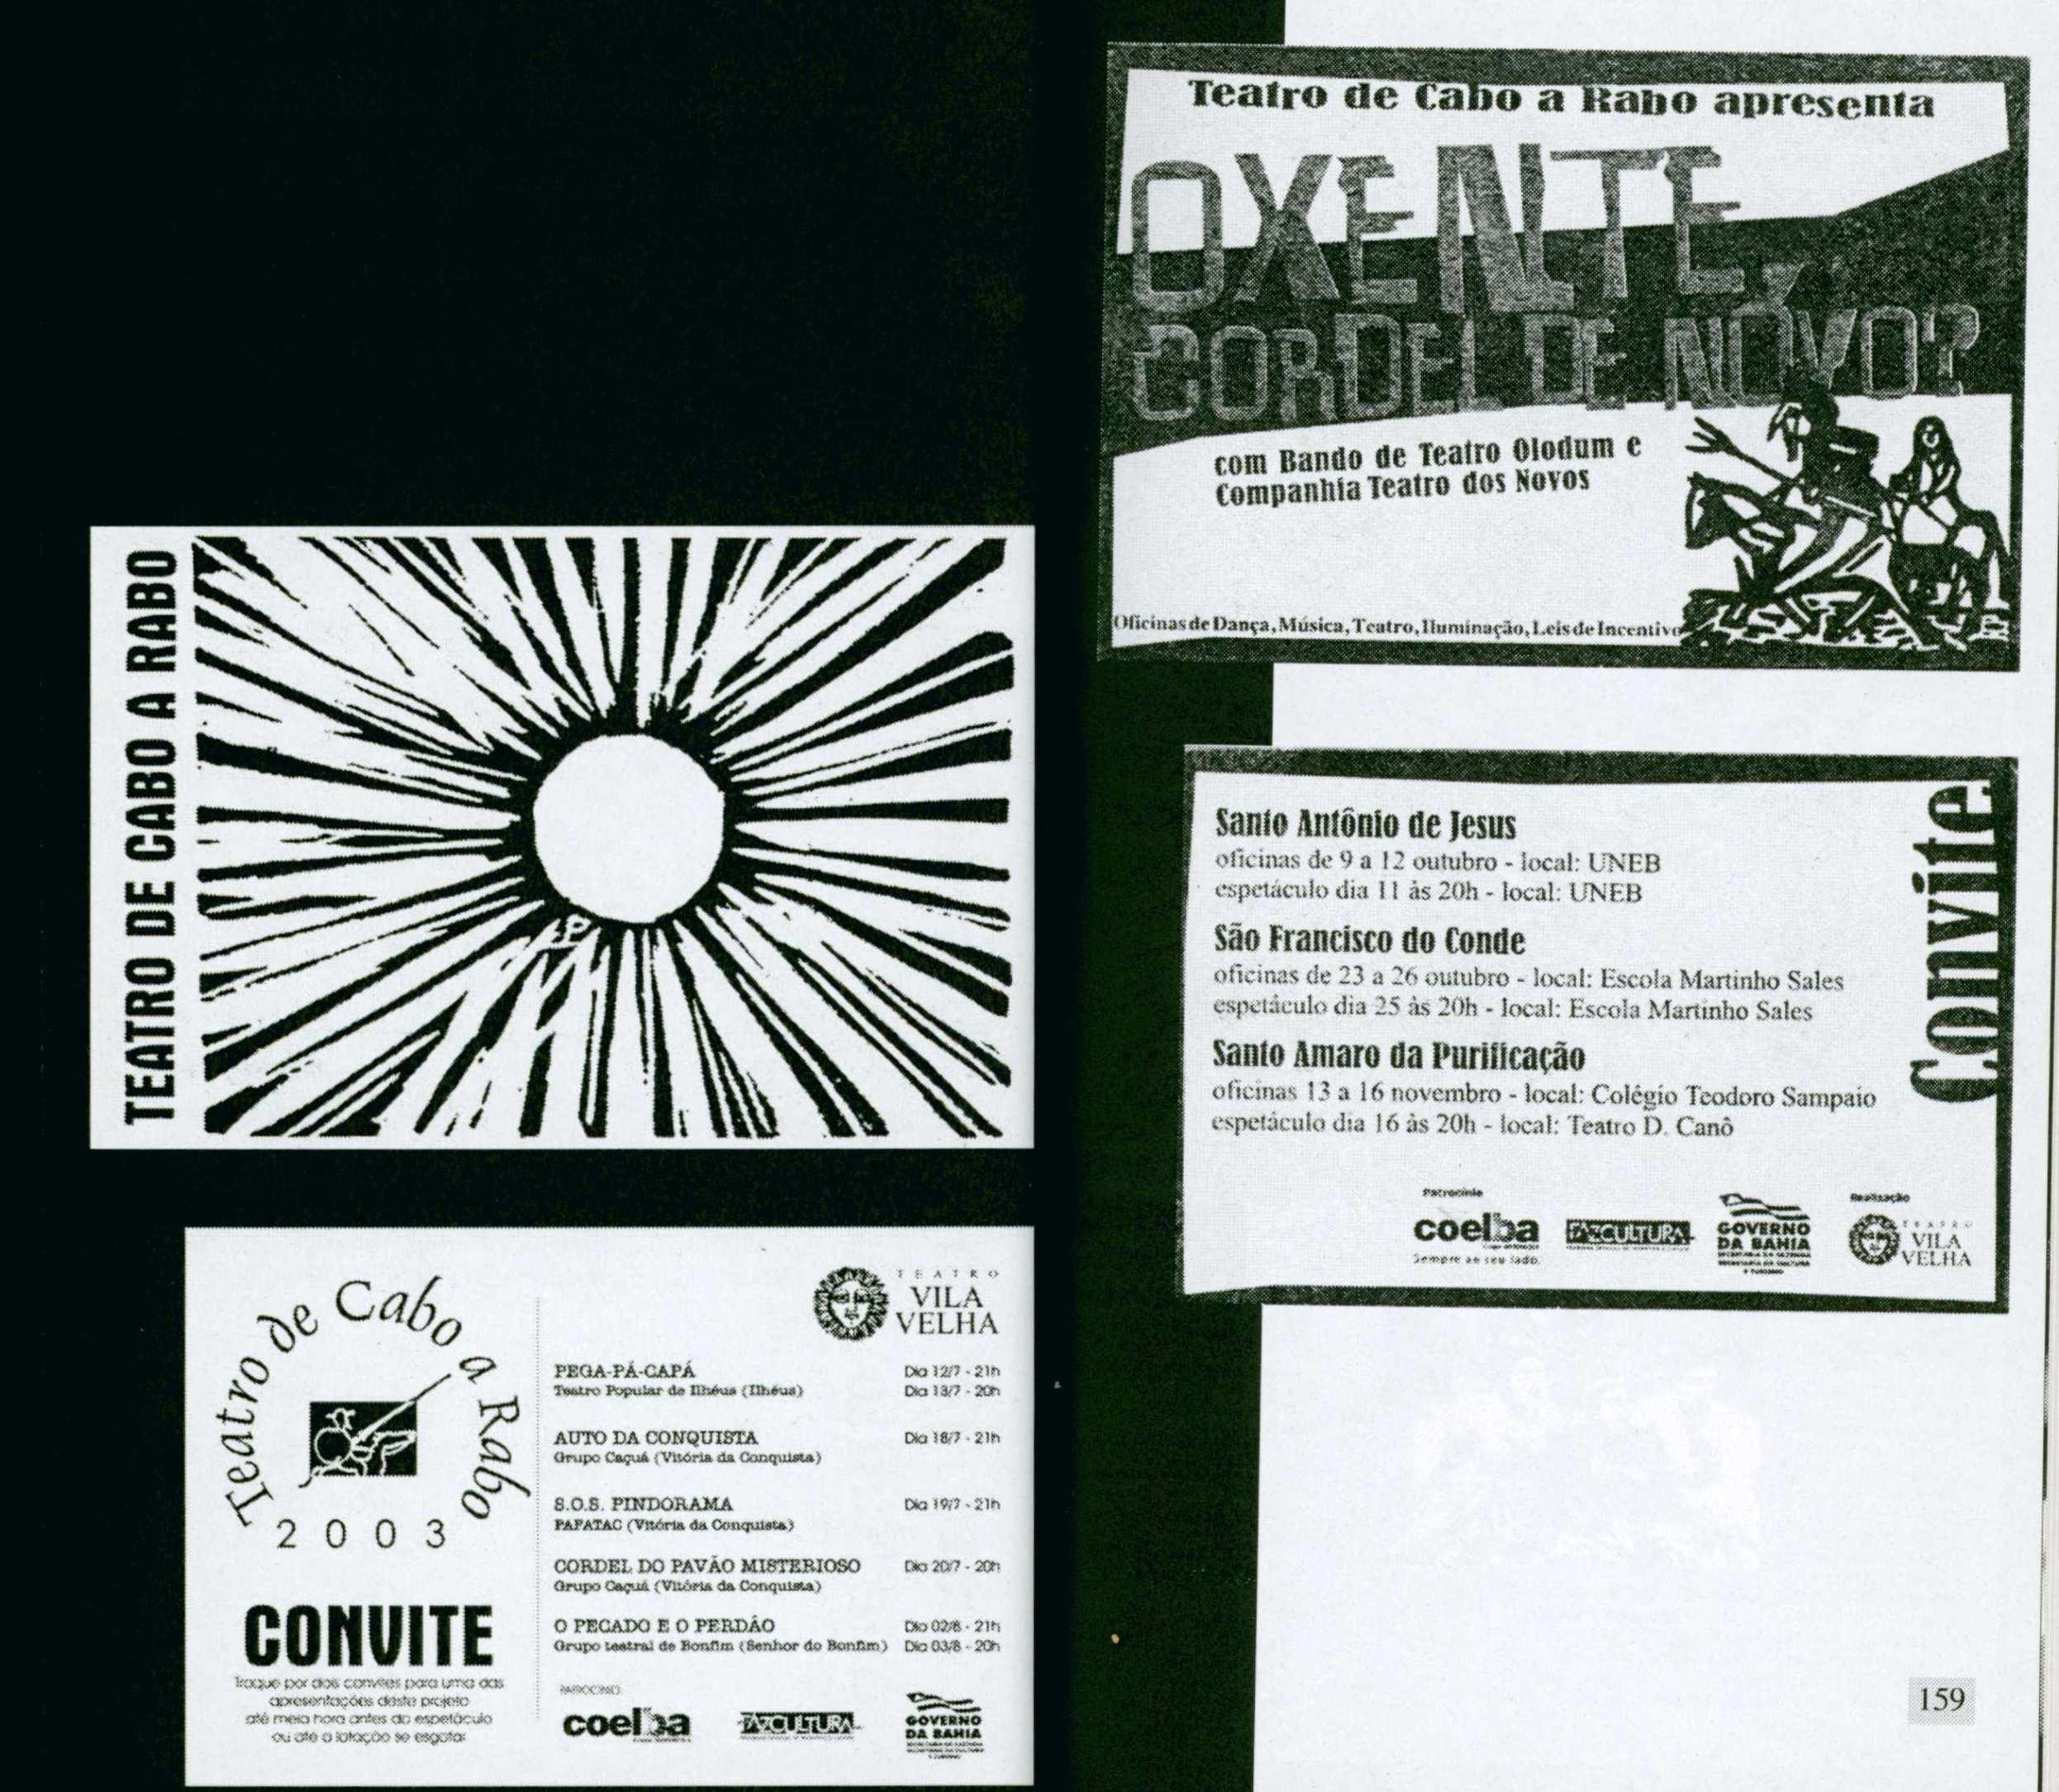 TEATRO DE CABO A RABO
Teatro de Cabo a Rabo
2003
CONVITE
Troque por dois convites para uma das
apresentações deste projeto
até meia hora antes do espetáculo
ou até a lotação se esgotar
TEATRO
VILA
VELHA
PEGA-PÁ-CAPÁ
Dia 12/7 - 21h
Teatro Popular de Ilhéus (Ilhéus)
Dia 13/7 - 20h
AUTO DA CONQUISTA
Dia 18/7 - 21h
Grupo Caçuá (Vitória da Conquista)
S.O.S. PINDORAMA
Dia 19/7 - 21h
PAFATAC (Vitória da Conquista)
CORDEL DO PAVÃO MISTERIOSO
Dia 20/7 - 20h
Grupo Caçuá (Vitória da Conquista)
O PECADO E O PERDÃO
Dia 02/8 - 21h
Grupo teatral de Bonfim (Senhor do Bonfim)
Dia 03/8 - 20h
PATROCÍNIO
coelba
FAZCULTURA
GOVERNO
DA BAHIA
Teatro de Cabo a Rabo apresenta
OXENTE,
CORDEL DE NOVO?
com Bando de Teatro Olodum e
Companhia Teatro dos Novos
Oficinas de Dança, Música, Teatro, Iluminação, Leis de Incentivo
Convite
Santo Antônio de Jesus
oficinas de 9 a 12 outubro - local: UNEB
espetáculo dia 11 às 20h - local: UNEB
São Francisco do Conde
oficinas de 23 a 26 outubro - local: Escola Martinho Sales
espetáculo dia 25 às 20h - local: Escola Martinho Sales
Santo Amaro da Purificação
oficinas 13 a 16 novembro - local: Colégio Teodoro Sampaio
espetáculo dia 16 às 20h - local: Teatro D. Canô
Patrocínio
coelba
Sempre ao seu lado.
FAZCULTURA
GOVERNO
DA BAHIA
Realização
TEATRO
VILA
VELHA
159